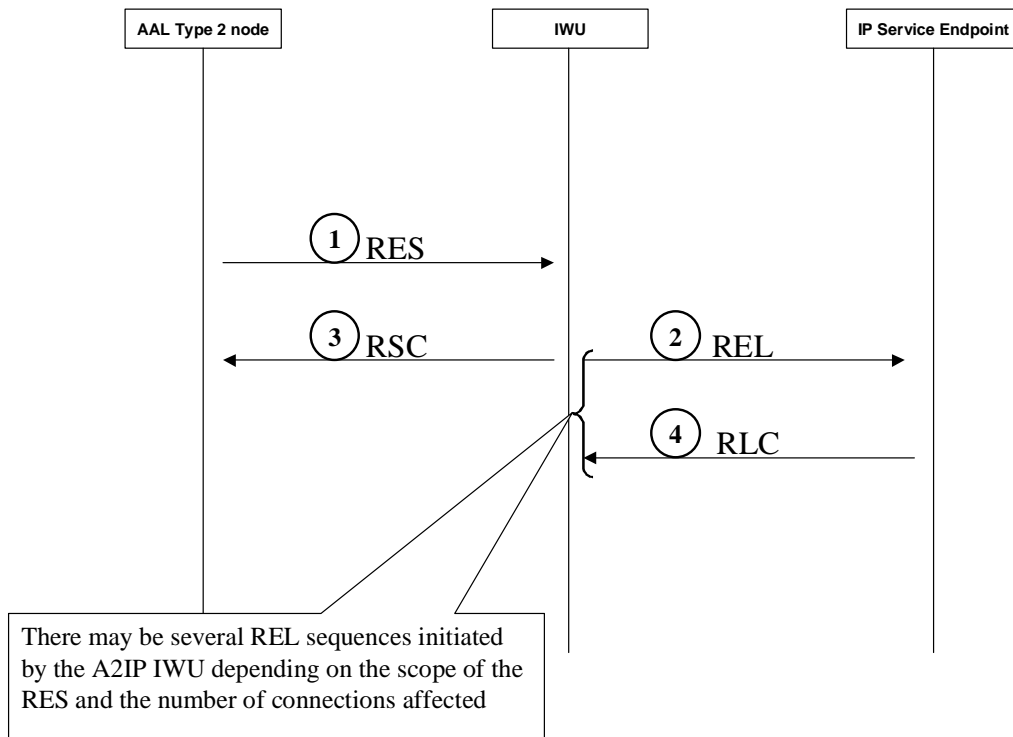 AAL Type 2 node
IWU
IP Service Endpoint
1 RES
3 RSC
2 REL
4 RLC
There may be several REL sequences initiated
by the A2IP IWU depending on the scope of the
RES and the number of connections affected